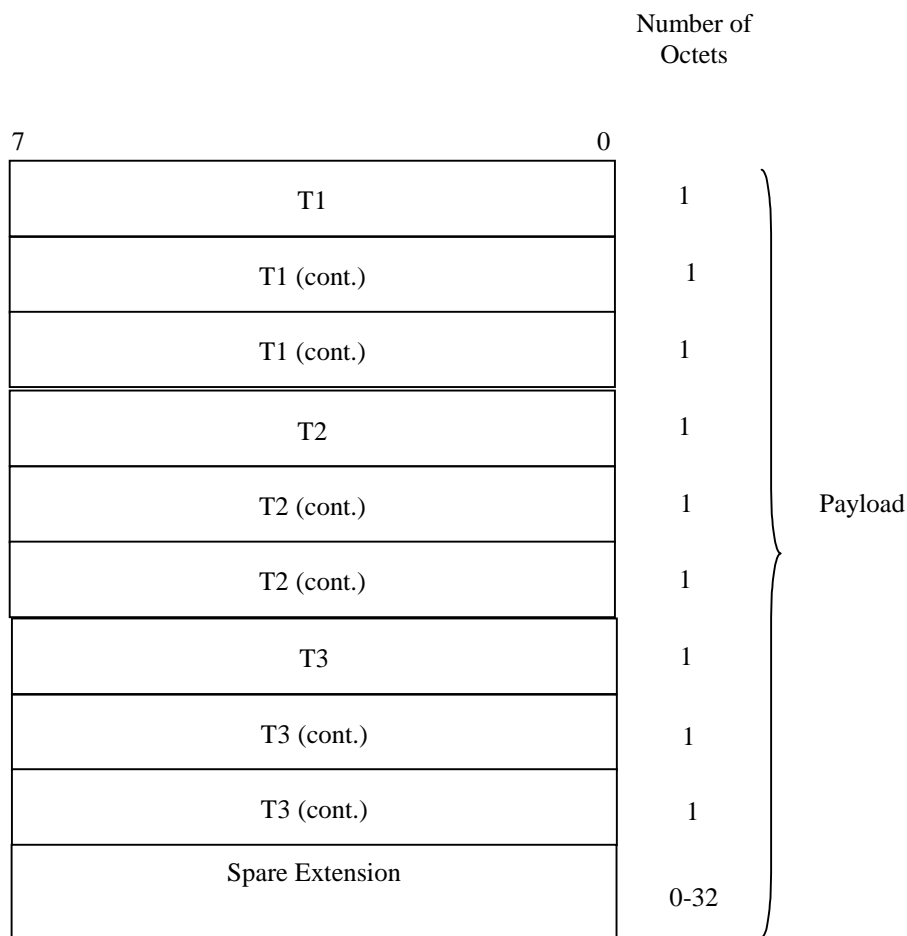 Number of
Octets
7 0
T1 1
T1 (cont.) 1
T1 (cont.) 1
T2 1
T2 (cont.) 1 Payload
T2 (cont.) 1
T3 1
T3 (cont.) 1
T3 (cont.) 1
Spare Extension
0-32